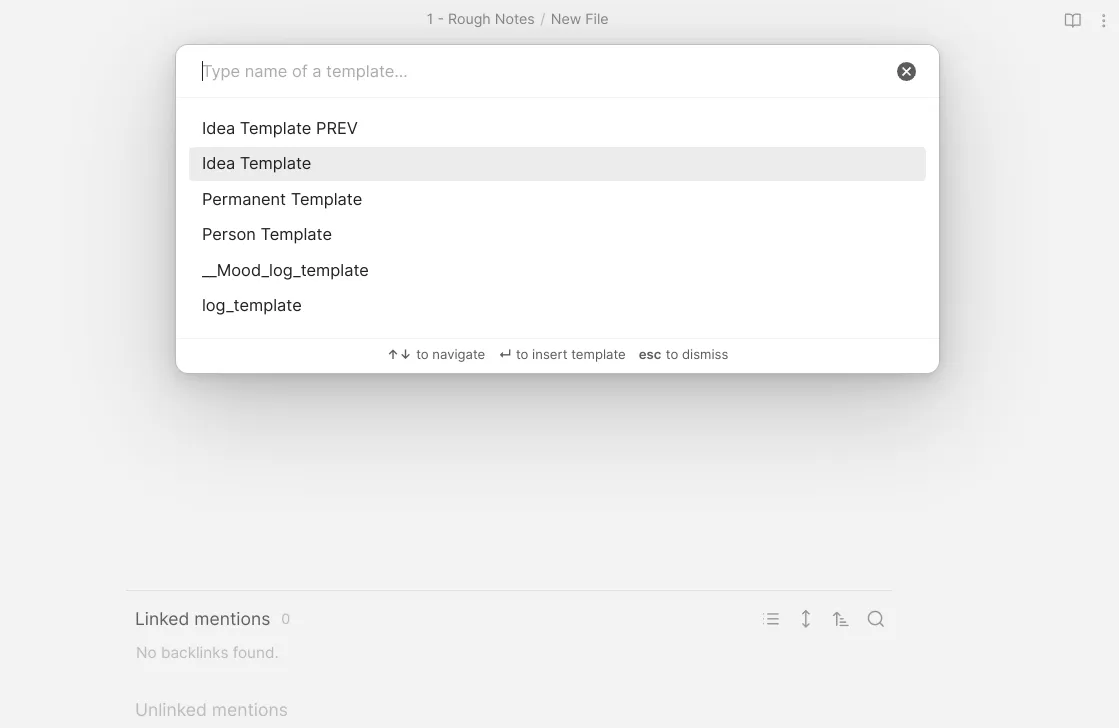 1 - Rough Notes / New File
Type name of a template...
Idea Template PREV
Idea Template
Permanent Template
Person Template
__Mood_log_template
log_template
↑↓ to navigate ↵ to insert template esc to dismiss
Linked mentions 0
No backlinks found.
Unlinked mentions